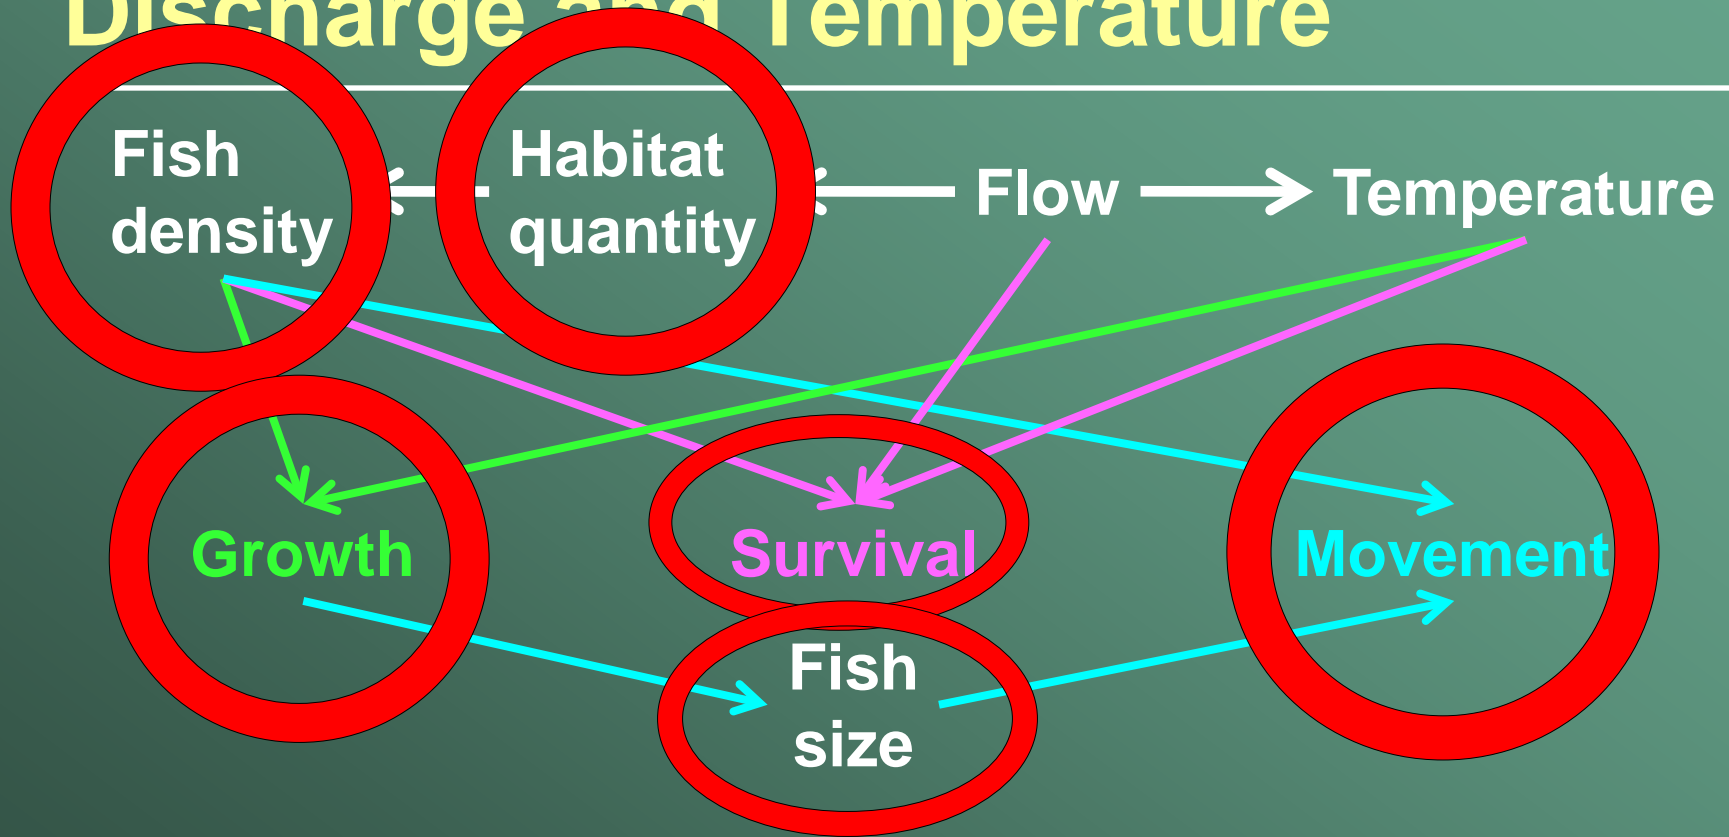 Discharge and Temperature
Fish
density
Habitat
quantity
Flow
Temperature
Growth
Survival
Movement
Fish
size